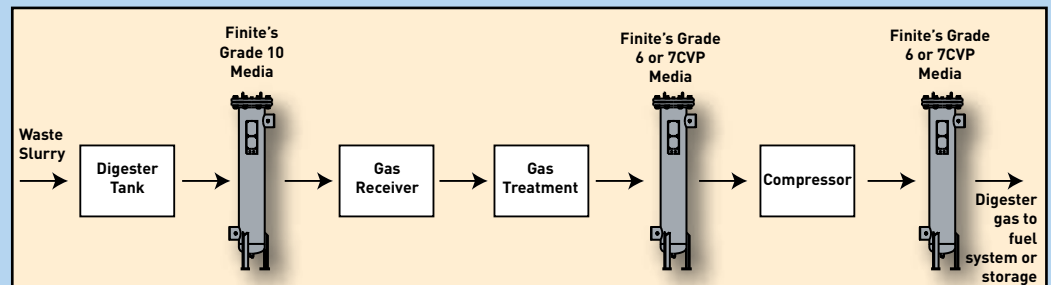 Waste
Slurry
Digester
Tank
Finite's
Grade 10
Media
Gas
Receiver
Gas
Treatment
Finite's Grade
6 or 7CVP
Media
Compressor
Finite's Grade
6 or 7CVP
Media
Digester
gas to
fuel
system or
storage